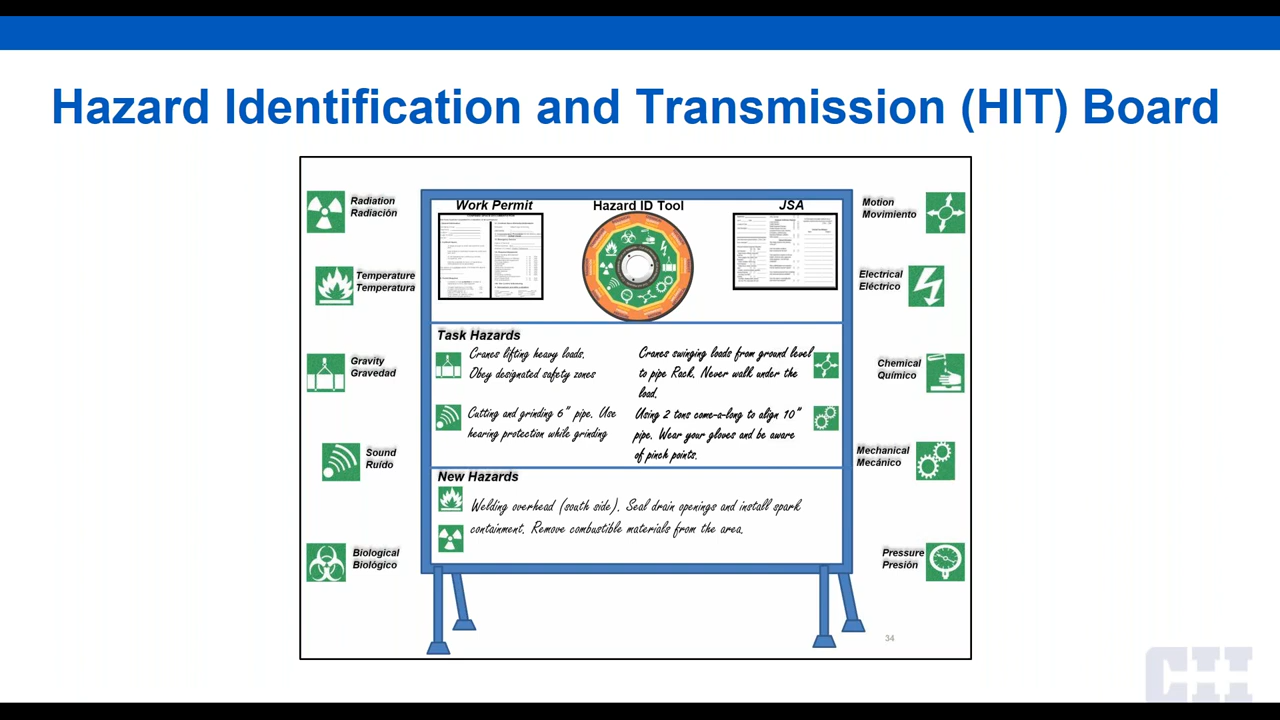 Hazard Identification and Transmission (HIT) Board
Radiation
Radiación
Temperature
Temperatura
Gravity
Gravedad
Sound
Ruído
Biological
Biológico
Work Permit
Hazard ID Tool
JSA
Task Hazards
Cranes lifting heavy loads.
Obey designated safety zones
Cutting and grinding 6" pipe. Use
hearing protection while grinding
Cranes swinging loads from ground level
to pipe Rack. Never walk under the
load.
Using 2 tons come-a-long to align 10"
pipe. Wear your gloves and be aware
of pinch points.
New Hazards
Welding overhead (south side). Seal drain openings and install spark
containment. Remove combustible materials from the area.
Motion
Movimiento
Electrical
Eléctrico
Chemical
Químico
Mechanical
Mecánico
Pressure
Presión
34
CII